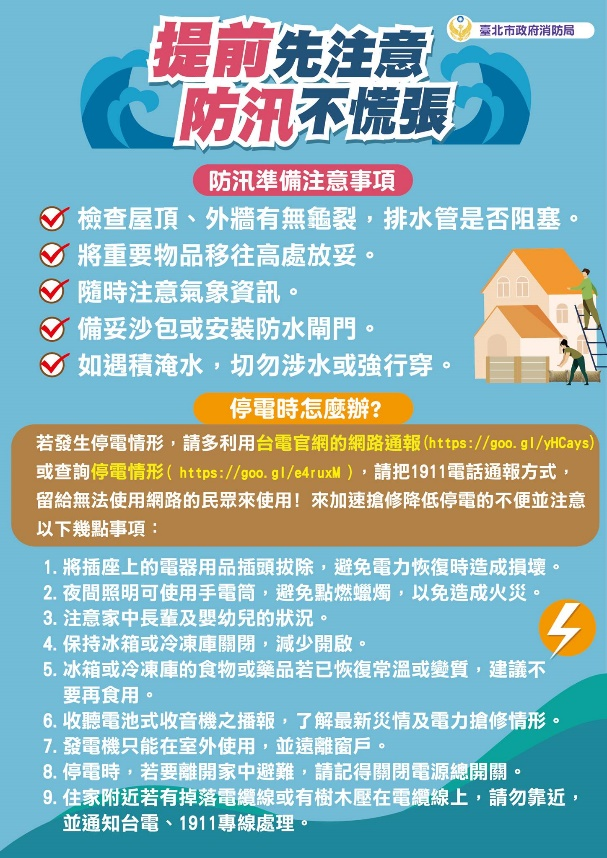 臺北市政府消防局
提前先注意
防汛不慌張
防汛準備注意事項
檢查屋頂、外牆有無龜裂，排水管是否阻塞。
將重要物品移往高處放妥。
隨時注意氣象資訊。
備妥沙包或安裝防水閘門。
如遇積淹水，切勿涉水或強行穿。
停電時怎麼辦?
若發生停電情形，請多利用台電官網的網路通報(https://goo.gl/yHCays)
或查詢停電情形( https://goo.gl/e4ruxM )，請把1911電話通報方式，
留給無法使用網路的民眾來使用! 來加速搶修降低停電的不便並注意
以下幾點事項：
1. 將插座上的電器用品插頭拔除，避免電力恢復時造成損壞。
2. 夜間照明可使用手電筒，避免點燃蠟燭，以免造成火災。
3. 注意家中長輩及嬰幼兒的狀況。
4. 保持冰箱或冷凍庫關閉，減少開啟。
5. 冰箱或冷凍庫的食物或藥品若已恢復常溫或變質，建議不
要再食用。
6. 收聽電池式收音機之播報，了解最新災情及電力搶修情形。
7. 發電機只能在室外使用，並遠離窗戶。
8. 停電時，若要離開家中避難，請記得關閉電源總開關。
9. 住家附近若有掉落電纜線或有樹木壓在電纜線上，請勿靠近，
並通知台電、1911專線處理。